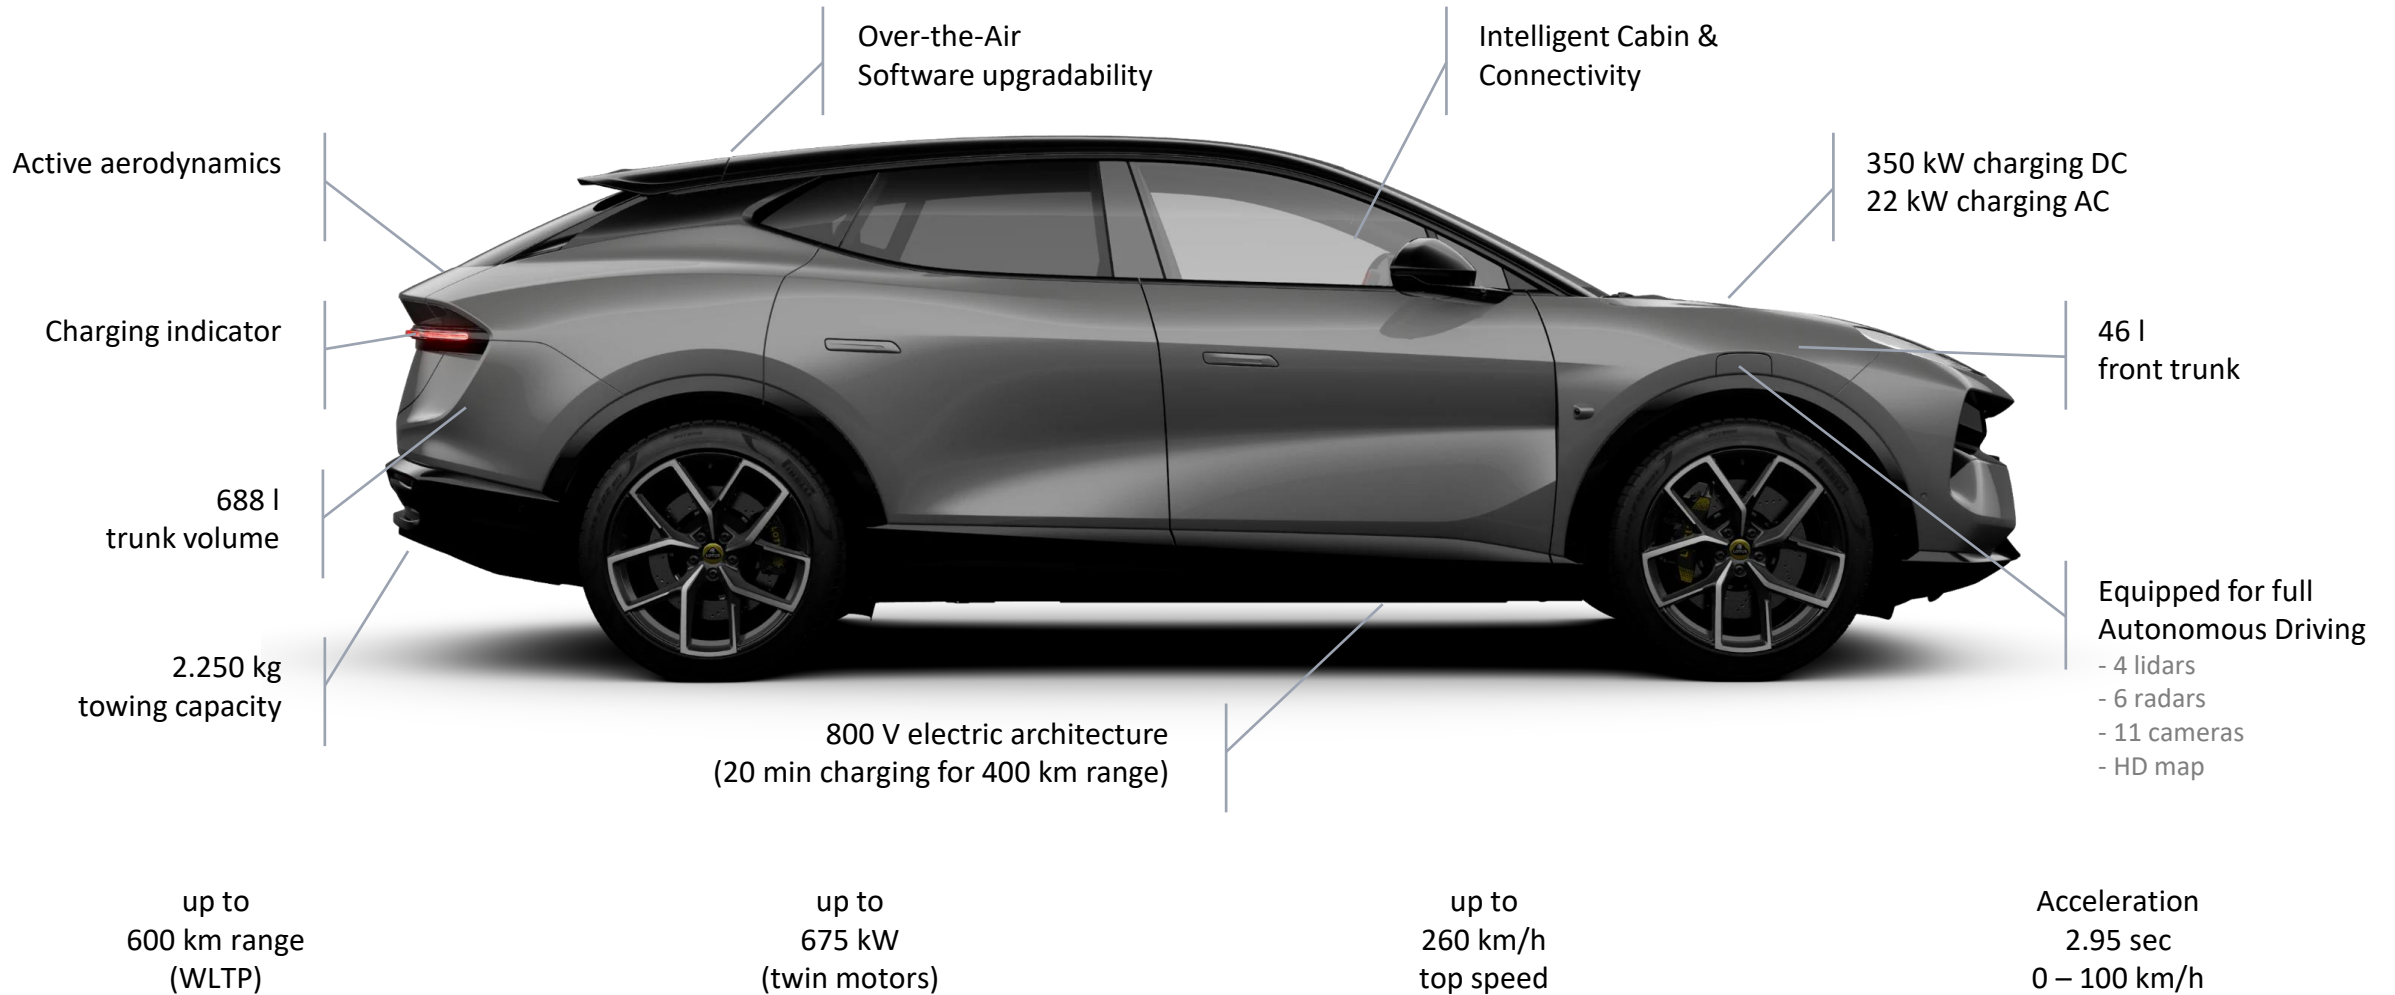 Over-the-Air
Software upgradability
Intelligent Cabin &
Connectivity
Active aerodynamics
350 kW charging DC
22 kW charging AC
Charging indicator
46 l
front trunk
688 l
trunk volume
Equipped for full
Autonomous Driving
- 4 lidars
- 6 radars
- 11 cameras
- HD map
2.250 kg
towing capacity
800 V electric architecture
(20 min charging for 400 km range)
up to
600 km range
(WLTP)
up to
675 kW
(twin motors)
up to
260 km/h
top speed
Acceleration
2.95 sec
0 – 100 km/h